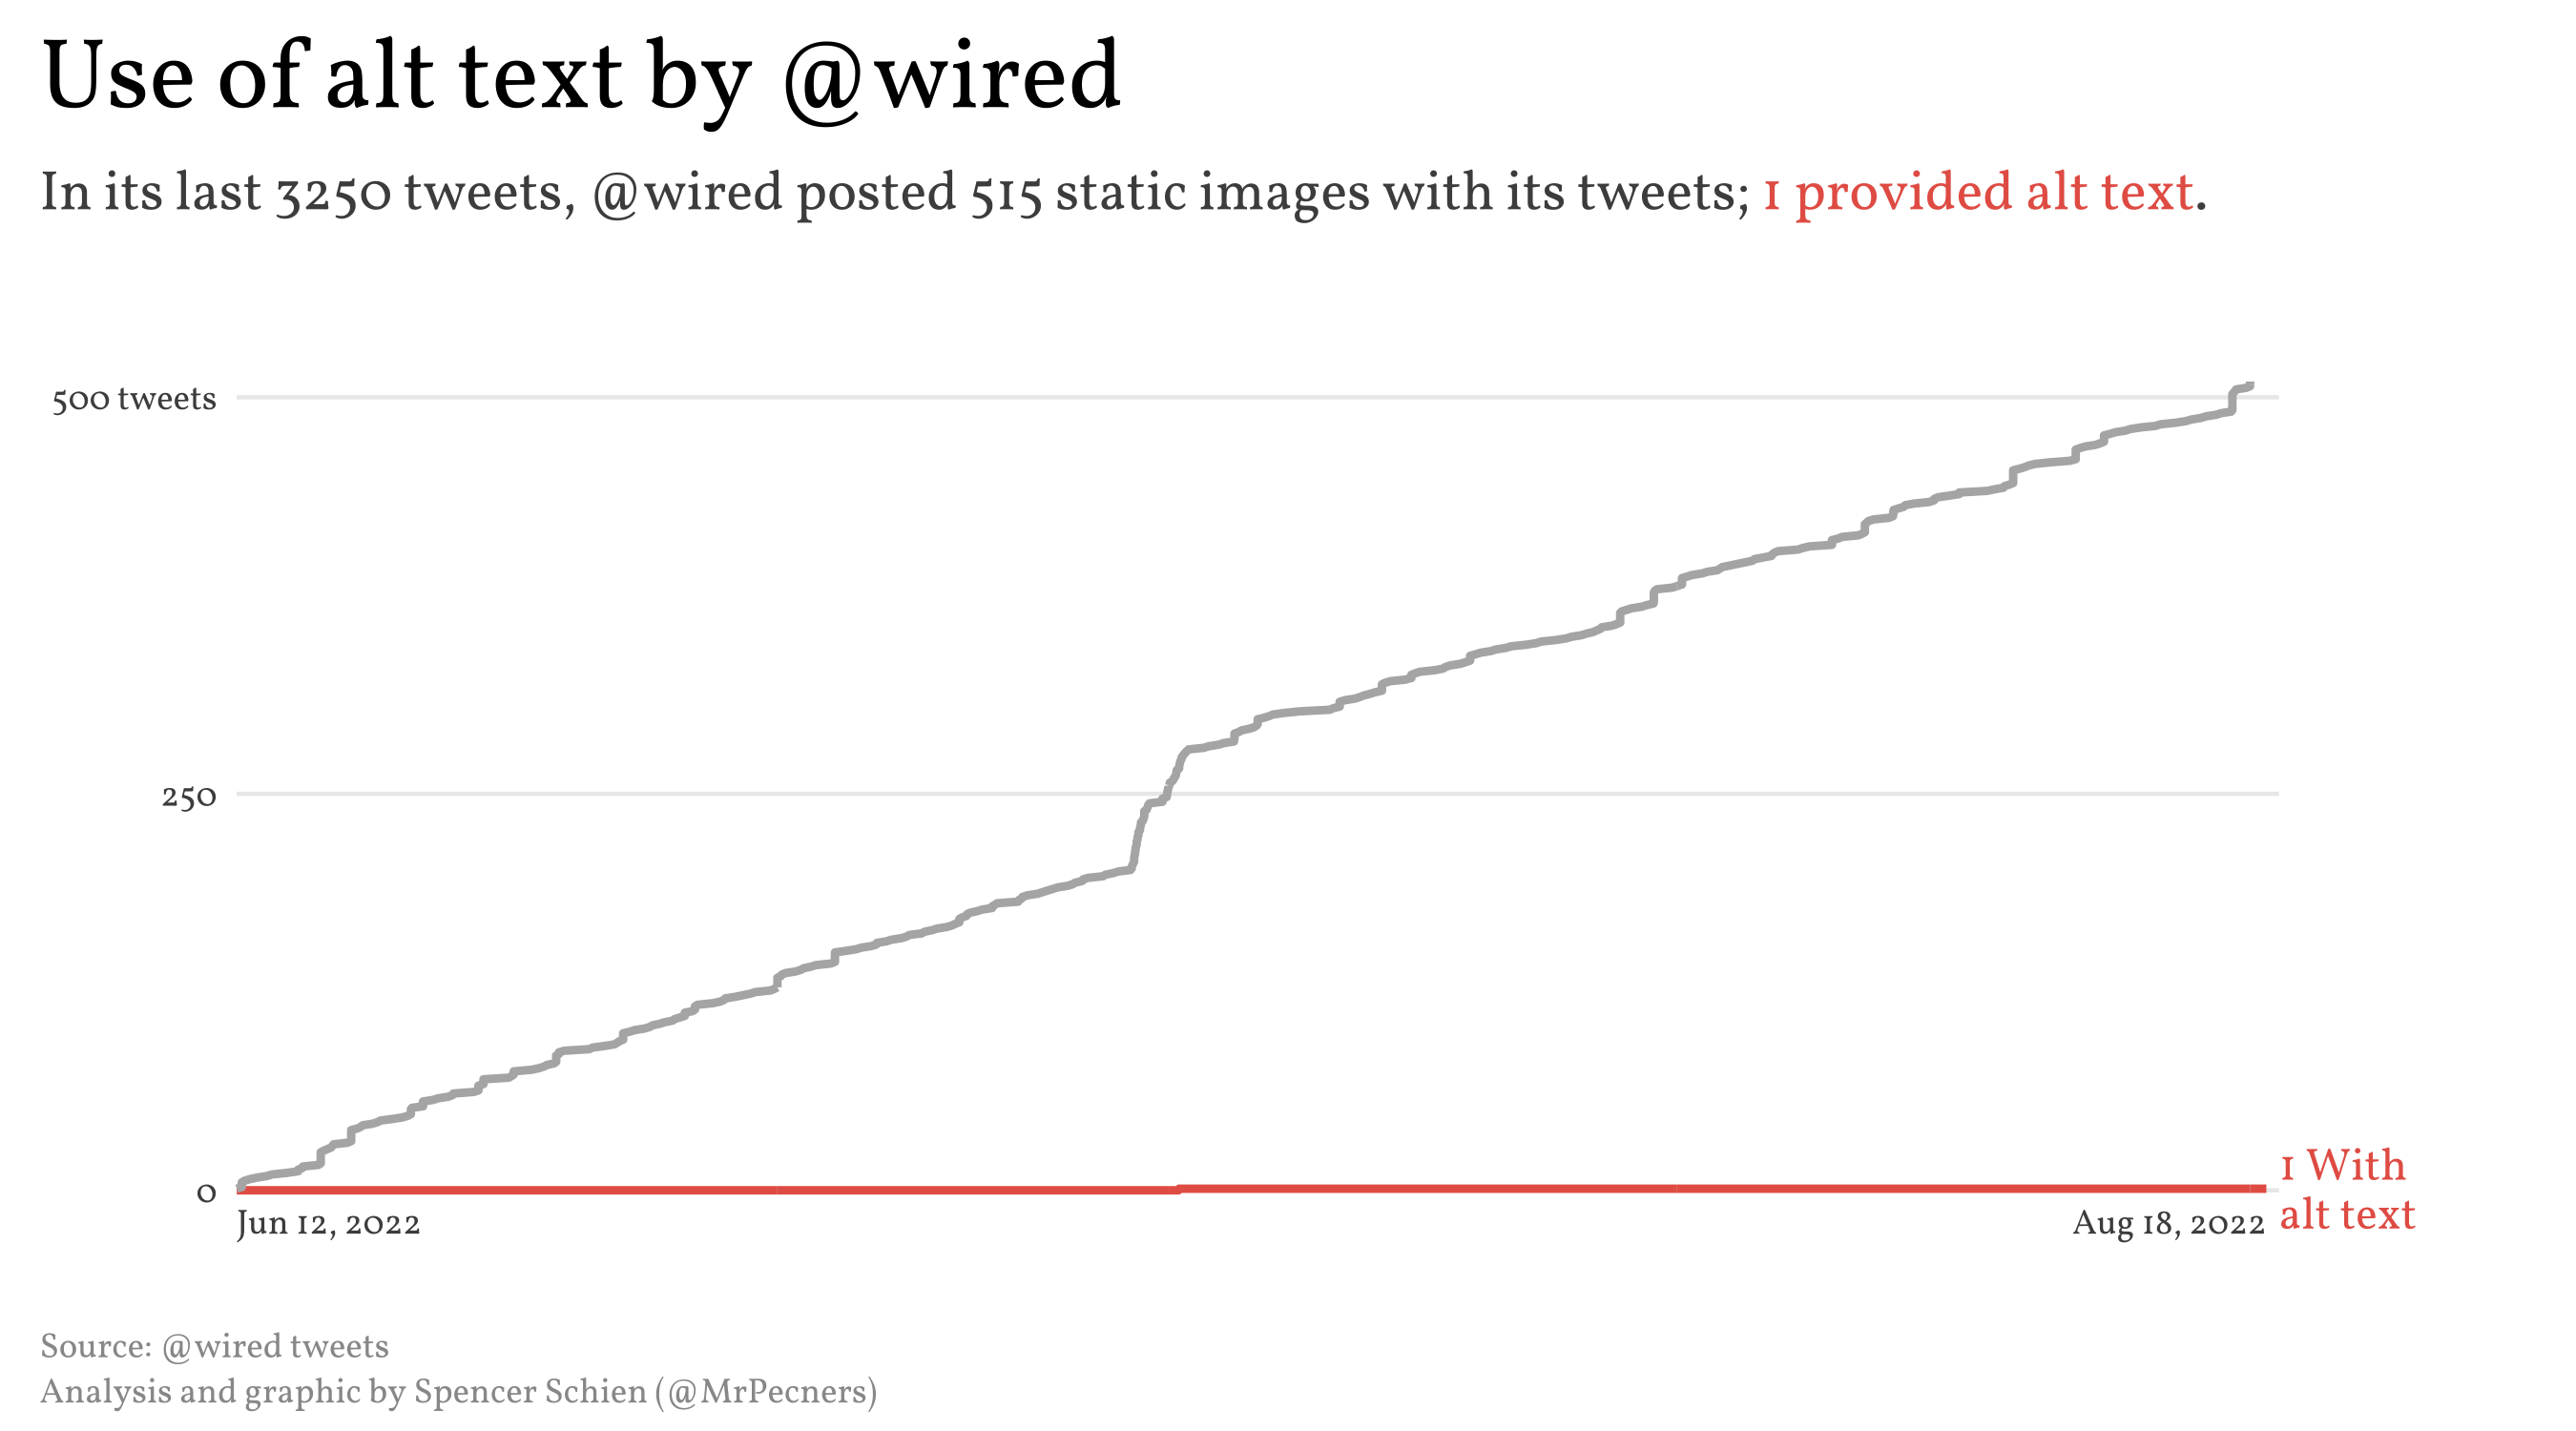 Use of alt text by @wired
In its last 3250 tweets, @wired posted 515 static images with its tweets; 1 provided alt text.
500 tweets
250
0
Jun 12, 2022
Aug 18, 2022
1 With
alt text
Source: @wired tweets
Analysis and graphic by Spencer Schien (@MrPecners)